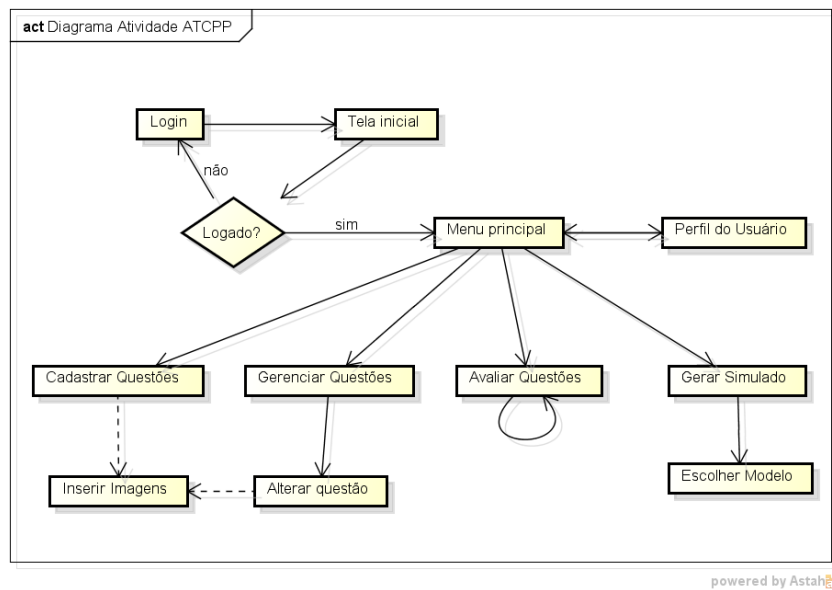 act Diagrama Atividade ATCPP
Login
Tela inicial
não
Logado?
sim
Menu principal
Perfil do Usuário
Cadastrar Questões
Gerenciar Questões
Avaliar Questões
Gerar Simulado
Inserir Imagens
Alterar questão
Escolher Modelo
powered by Astah